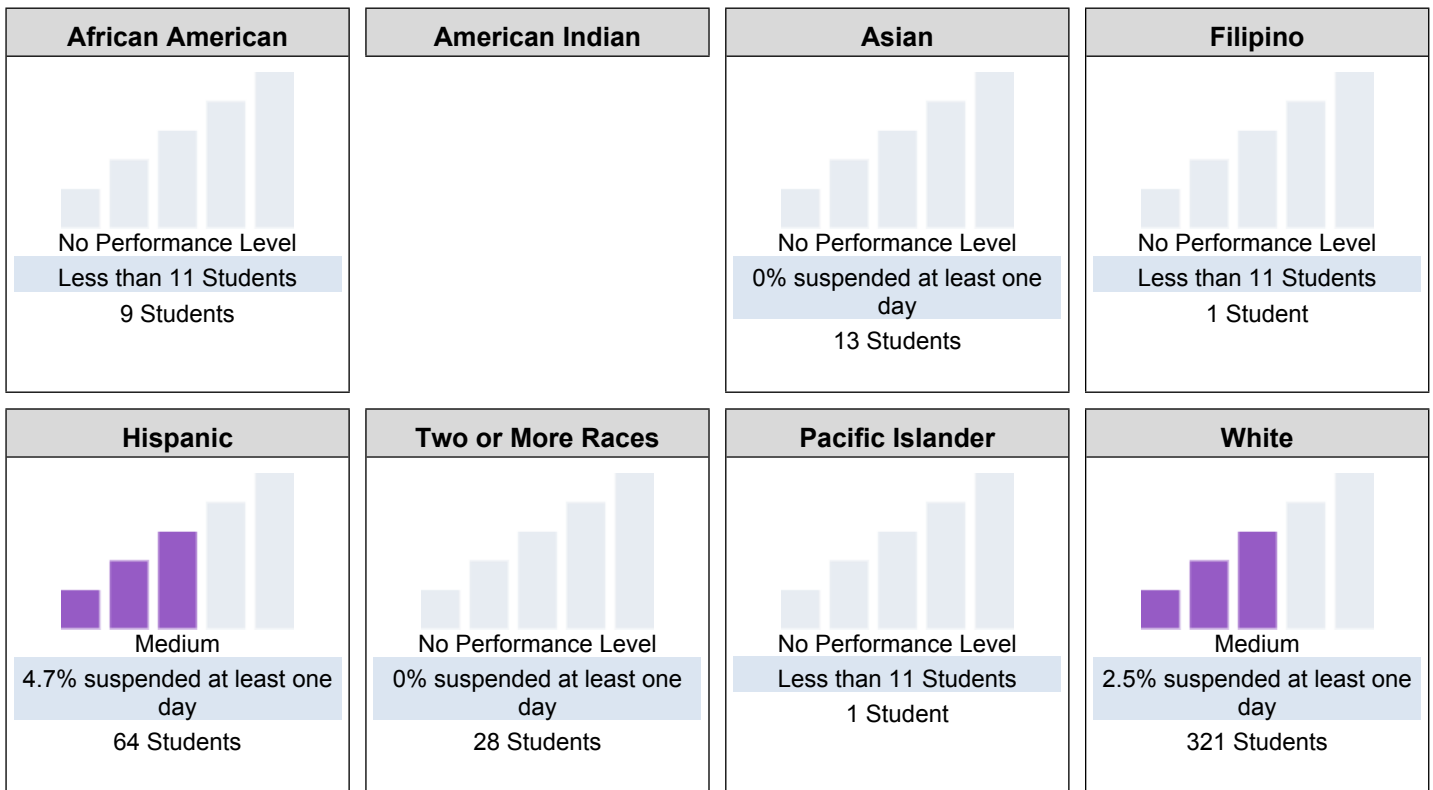 African American
No Performance Level
Less than 11 Students
9 Students
American Indian
Asian
No Performance Level
0% suspended at least one
day
13 Students
Filipino
No Performance Level
Less than 11 Students
1 Student
Hispanic
Medium
4.7% suspended at least one
day
64 Students
Two or More Races
No Performance Level
0% suspended at least one
day
28 Students
Pacific Islander
No Performance Level
Less than 11 Students
1 Student
White
Medium
2.5% suspended at least one
day
321 Students